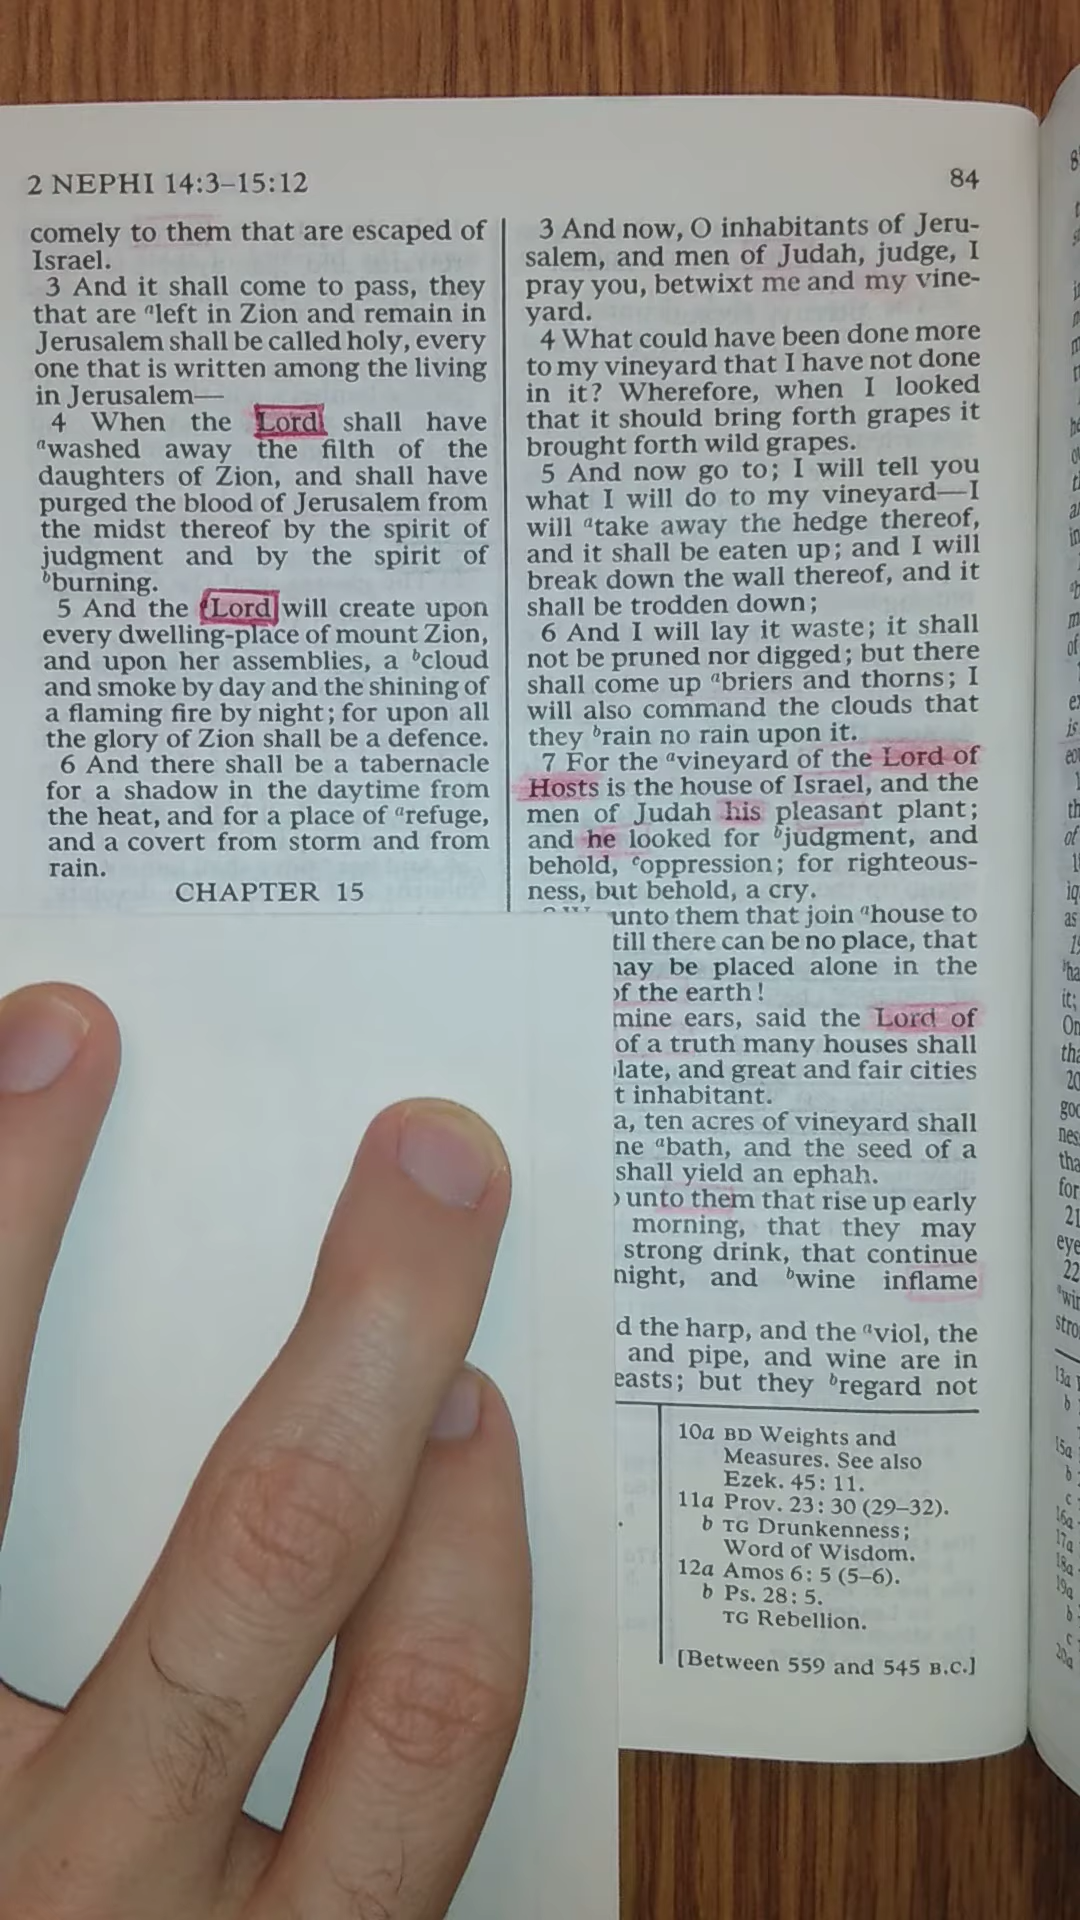 2 NEPHI 14:3–15:12
84
comely to them that are escaped of
Israel.
3 And it shall come to pass, they
that are ᵃleft in Zion and remain in
Jerusalem shall be called holy, every
one that is written among the living
in Jerusalem—
4 When the Lord shall have
ᵃwashed away the filth of the
daughters of Zion, and shall have
purged the blood of Jerusalem from
the midst thereof by the spirit of
judgment and by the spirit of
ᵇburning.
5 And the ᵃLord will create upon
every dwelling-place of mount Zion,
and upon her assemblies, a ᵇcloud
and smoke by day and the shining of
a flaming fire by night; for upon all
the glory of Zion shall be a defence.
6 And there shall be a tabernacle
for a shadow in the daytime from
the heat, and for a place of ᵃrefuge,
and a covert from storm and from
rain.
CHAPTER 15
3 And now, O inhabitants of Jeru-
salem, and men of Judah, judge, I
pray you, betwixt me and my vine-
yard.
4 What could have been done more
to my vineyard that I have not done
in it? Wherefore, when I looked
that it should bring forth grapes it
brought forth wild grapes.
5 And now go to; I will tell you
what I will do to my vineyard—I
will ᵃtake away the hedge thereof,
and it shall be eaten up; and I will
break down the wall thereof, and it
shall be trodden down;
6 And I will lay it waste; it shall
not be pruned nor digged; but there
shall come up ᵃbriers and thorns; I
will also command the clouds that
they ᵇrain no rain upon it.
7 For the ᵃvineyard of the Lord of
Hosts is the house of Israel, and the
men of Judah his pleasant plant;
and he looked for ᵇjudgment, and
behold, ᶜoppression; for righteous-
ness, but behold, a cry.
unto them that join ᵃhouse to
till there can be no place, that
may be placed alone in the
of the earth!
mine ears, said the Lord of
of a truth many houses shall
late, and great and fair cities
t inhabitant.
a, ten acres of vineyard shall
ne ᵃbath, and the seed of a
shall yield an ephah.
unto them that rise up early
morning, that they may
strong drink, that continue
night, and ᵇwine inflame
d the harp, and the ᵃviol, the
and pipe, and wine are in
easts; but they ᵇregard not
10a BD Weights and
Measures. See also
Ezek. 45: 11.
11a Prov. 23: 30 (29–32).
b TG Drunkenness;
Word of Wisdom.
12a Amos 6: 5 (5–6).
b Ps. 28: 5.
TG Rebellion.
[Between 559 and 545 B.C.]